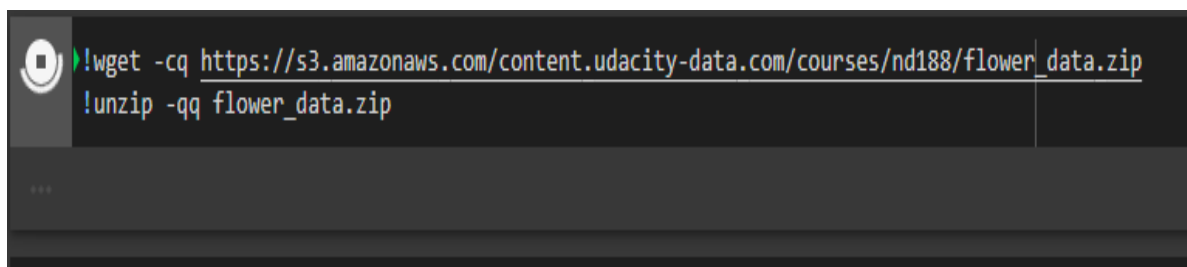 !wget -cq https://s3.amazonaws.com/content.udacity-data.com/courses/nd188/flower_data.zip
!unzip -qq flower_data.zip
...